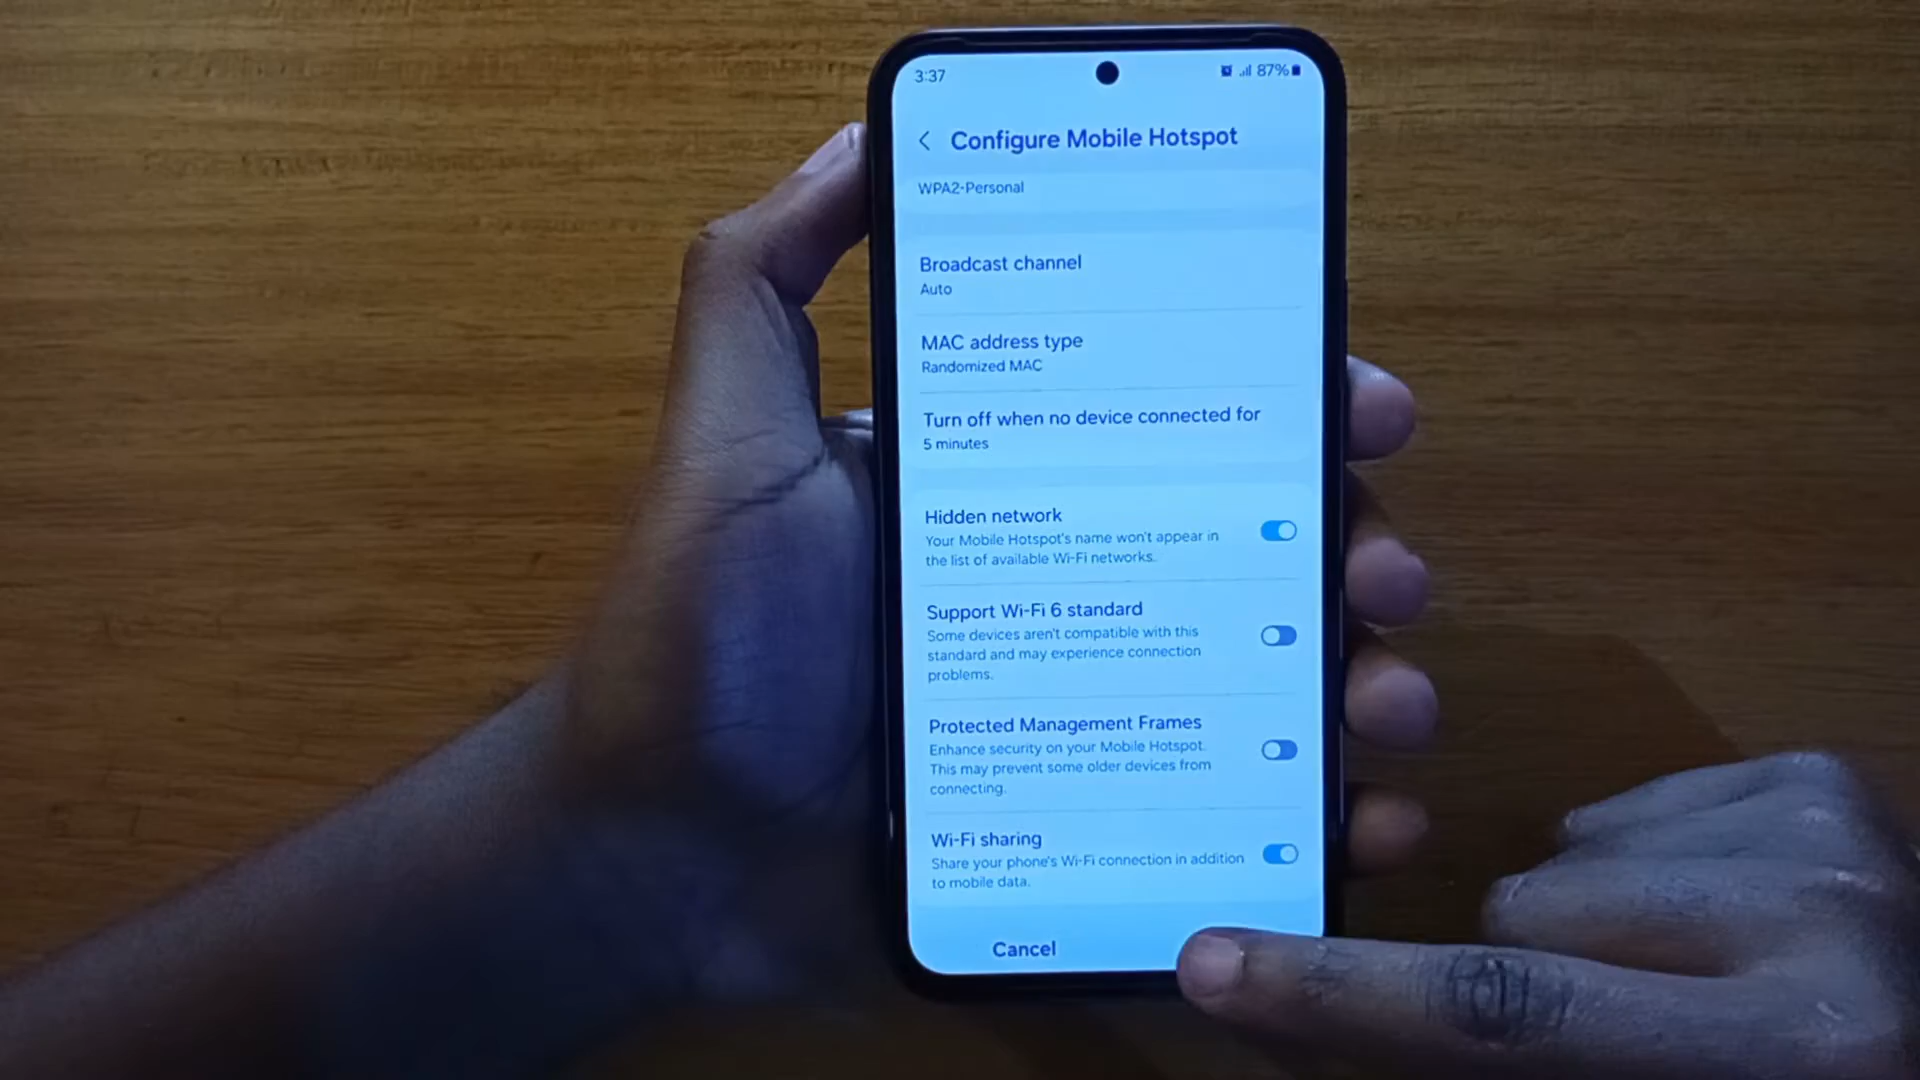 3:37
87%
Configure Mobile Hotspot
WPA2-Personal
Broadcast channel
Auto
MAC address type
Randomized MAC
Turn off when no device connected for
5 minutes
Hidden network
Your Mobile Hotspot's name won't appear in
the list of available Wi-Fi networks.
Support Wi-Fi 6 standard
Some devices aren't compatible with this
standard and may experience connection
problems.
Protected Management Frames
Enhance security on your Mobile Hotspot.
This may prevent some older devices from
connecting.
Wi-Fi sharing
Share your phone's Wi-Fi connection in addition
to mobile data.
Cancel